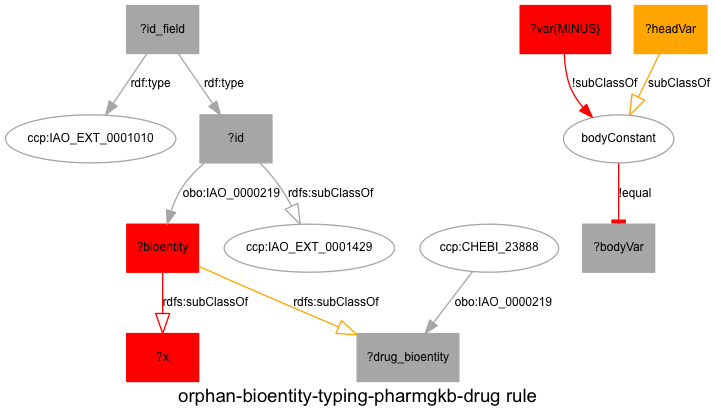 ?id_field
?var{MINUS}
?headVar
rdf:type
rdf:type
!subClassOf
subClassOf
ccp:IAO_EXT_0001010
?id
bodyConstant
obo:IAO_0000219
rdfs:subClassOf
!equal
?bioentity
ccp:IAO_EXT_0001429
ccp:CHEBI_23888
?bodyVar
rdfs:subClassOf
rdfs:subClassOf
obo:IAO_0000219
?x
?drug_bioentity
orphan-bioentity-typing-pharmgkb-drug rule